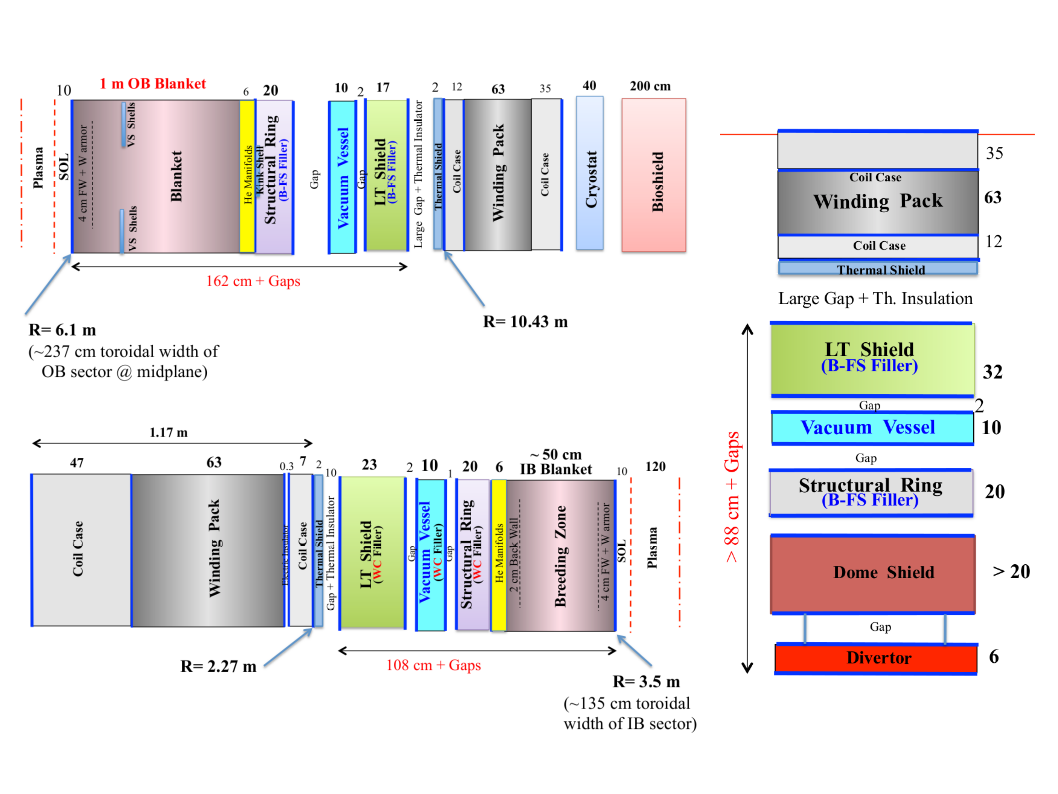 1 m OB Blanket
10
6
20
10
2
17
2
12
63
35
40
200 cm
Plasma
SOL
4 cm FW + W armor
VS Shells
VS Shells
Blanket
He Manifolds
Kink Shell
Structural Ring
(B-FS Filler)
Gap
Vacuum Vessel
Gap
LT Shield
(B-FS Filler)
Large Gap + Thermal Insulator
Thermal Shield
Coil Case
Winding Pack
Coil Case
Cryostat
Bioshield
162 cm + Gaps
R= 6.1 m
(~237 cm toroidal width of
OB sector @ midplane)
R= 10.43 m
1.17 m
47
63
0.3
7
2
10
23
2
10
1
20
6
~ 50 cm
IB Blanket
10
120
Coil Case
Winding Pack
Electric Insulator
Coil Case
Thermal Shield
Gap + Thermal Insulator
LT Shield
(WC Filler)
Gap
Vacuum Vessel
(WC Filler)
Gap
Structural Ring
(WC Filler)
He Manifolds
2 cm Back Wall
Breeding Zone
4 cm FW + W armor
SOL
Plasma
R= 2.27 m
108 cm + Gaps
R= 3.5 m
(~135 cm toroidal
width of IB sector)
35
Coil Case
Winding Pack
63
Coil Case
12
Thermal Shield
Large Gap + Th. Insulation
LT Shield
(B-FS Filler)
32
Gap
2
Vacuum Vessel
10
Gap
Structural Ring
(B-FS Filler)
20
> 88 cm + Gaps
Dome Shield
> 20
Gap
Divertor
6